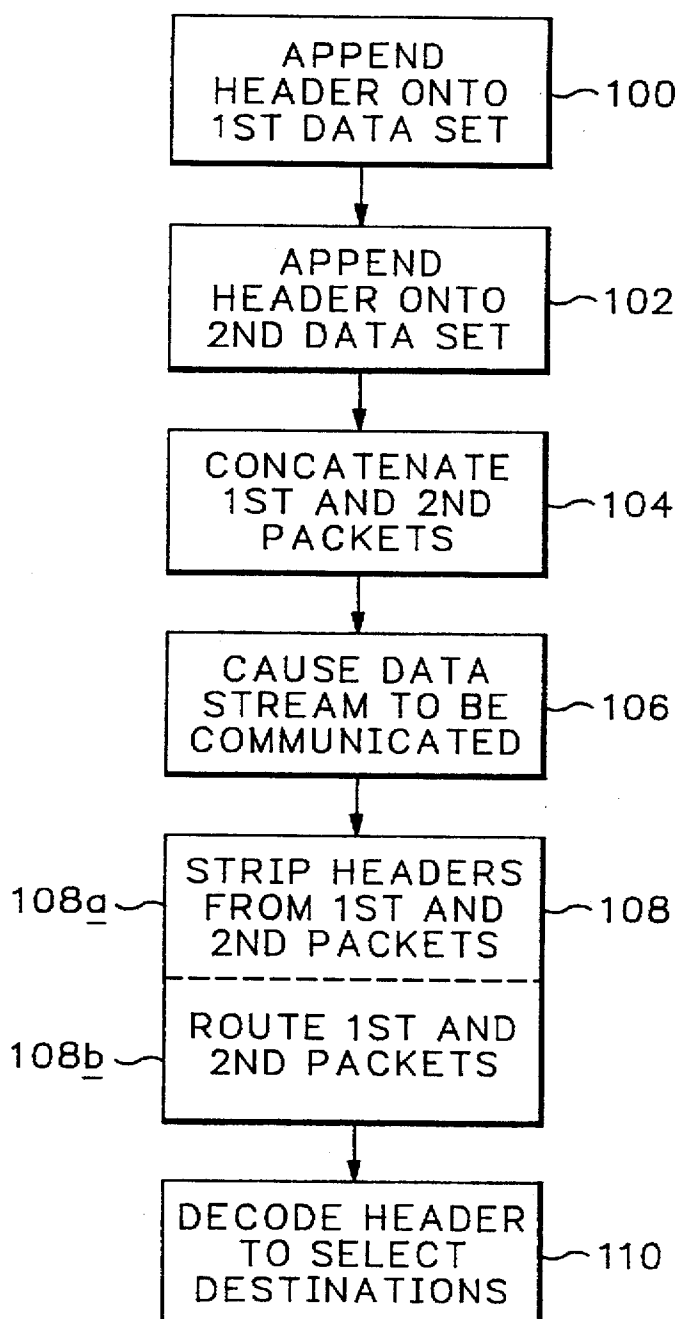 APPEND
HEADER ONTO
1ST DATA SET
100
APPEND
HEADER ONTO
2ND DATA SET
102
CONCATENATE
1ST AND 2ND
PACKETS
104
CAUSE DATA
STREAM TO BE
COMMUNICATED
106
108a
STRIP HEADERS
FROM 1ST AND
2ND PACKETS
108
108b
ROUTE 1ST AND
2ND PACKETS
DECODE HEADER
TO SELECT
DESTINATIONS
110